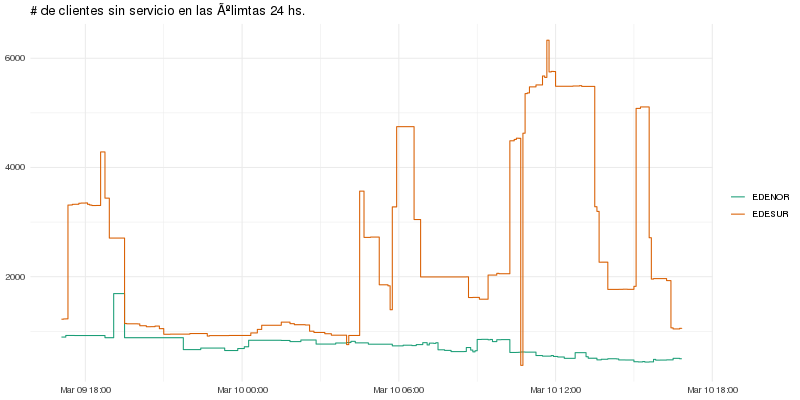 # de clientes sin servicio en las Ãºlimtas 24 hs.
6000
4000
2000
Mar 09 18:00
Mar 10 00:00
Mar 10 06:00
Mar 10 12:00
Mar 10 18:00
EDENOR
EDESUR